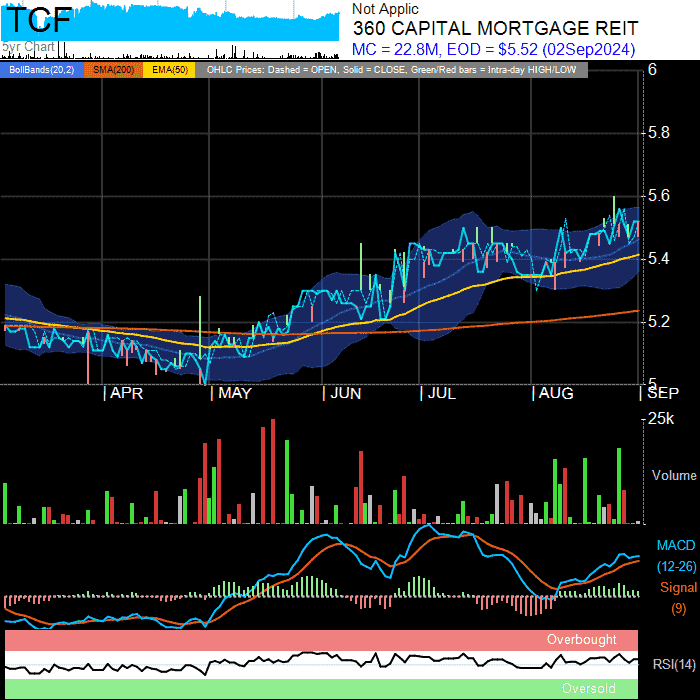 TCF
5yr Chart
Not Applic
360 CAPITAL MORTGAGE REIT
MC = 22.8M, EOD = $5.52 (02Sep2024)
BollBands(20,2) SMA(200) EMA(50) OHLC Prices: Dashed = OPEN, Solid = CLOSE, Green/Red bars = Intra-day HIGH/LOW
6
5.8
5.6
5.4
5.2
5
APR MAY JUN JUL AUG SEP
25k
Volume
MACD
(12-26)
Signal
(9)
Overbought
RSI(14)
Oversold